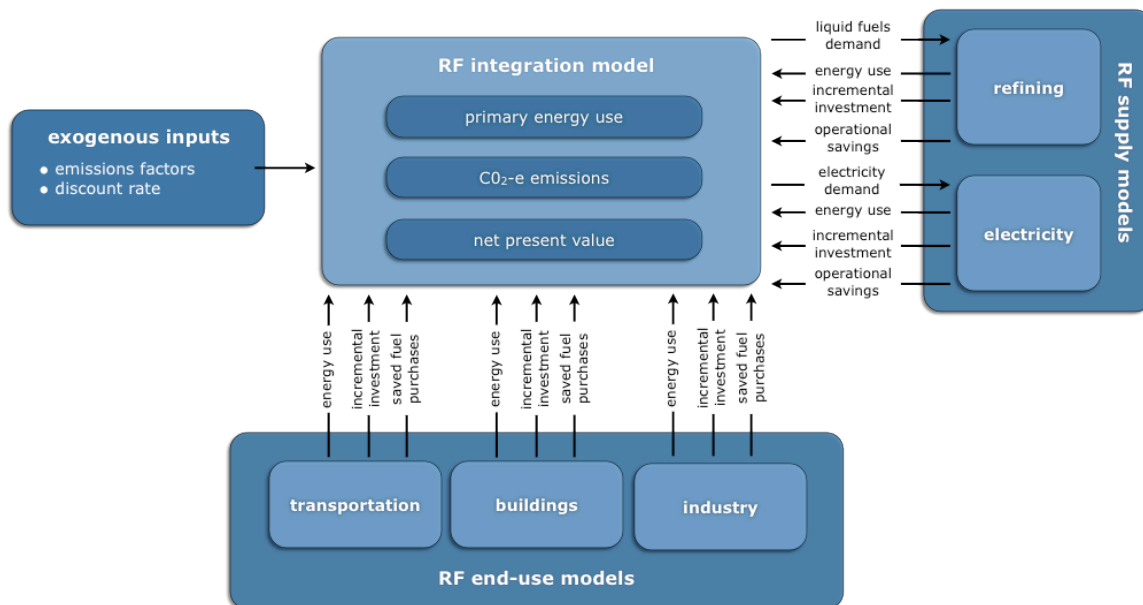 RF integration model
primary energy use
C0₂-e emissions
net present value
exogenous inputs
● emissions factors
● discount rate
liquid fuels
demand
energy use
incremental
investment
operational
savings
electricity
demand
energy use
incremental
investment
operational
savings
refining
electricity
RF supply models
energy use
incremental
investment
saved fuel
purchases
energy use
incremental
investment
saved fuel
purchases
energy use
incremental
investment
saved fuel
purchases
transportation
buildings
industry
RF end-use models